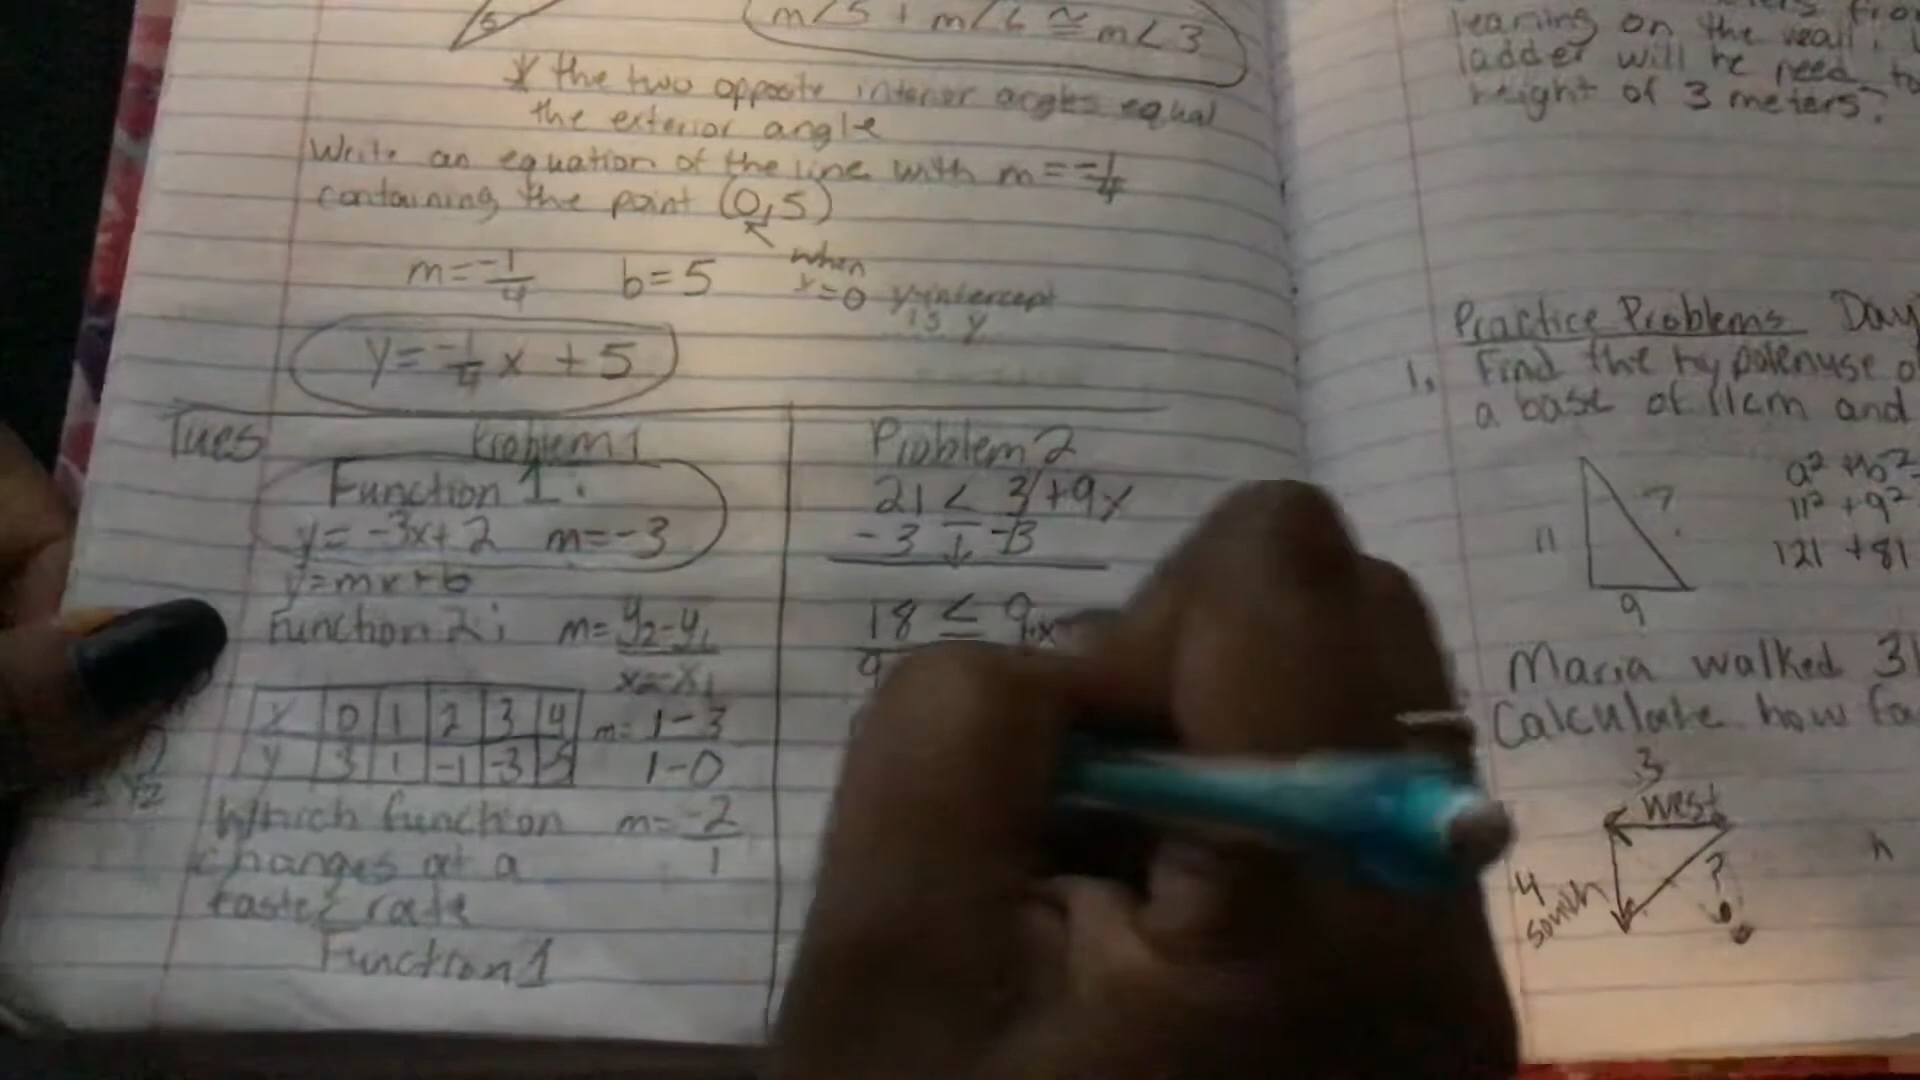 m∠5 + m∠6 ≅ m∠3
* the two opposite interior angles equal
the exterior angle
Write an equation of the line with m = -1/4
containing the point (0,5)
when
m = -1/4 b = 5 x=0 y-intercept
is y
y = -1/4 x + 5
Tues
Problem 1
Function 1:
y = -3x + 2 m = -3
y = mx + b
Function 2: m = y2 - y1
x2 - x1
x 0 1 2 3 4 m = 1 - 3
y 3 1 -1 -3 -5 1 - 0
Which function m = -2
changes at a 1
faster rate
Function 1
Problem 2
21 ≤ 3 + 9x
-3 ↓ -3
18 ≤ 9x
9
leaning on the wall,
ladder will he need to
height of 3 meters?
Practice Problems Day
1. Find the hypotenuse
a base of 11cm and
a² + b² =
11² + 9²
121 + 81
11
?
9
Maria walked 3
Calculate how
3
west
4
south
?